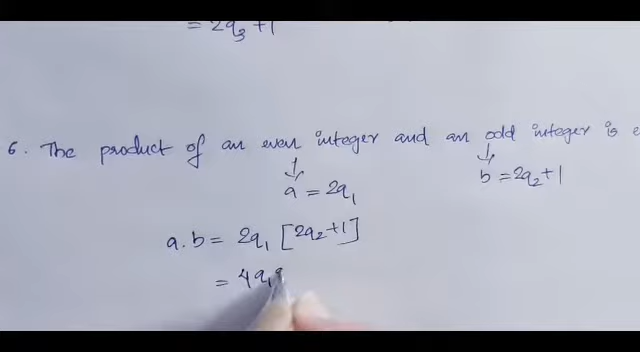 = 2q₃ + 1
6. The product of an even integer and an odd integer is e
↓ ↓
a = 2q₁ b = 2q₂ + 1
a . b = 2q₁ [2q₂ + 1]
= 4q₁